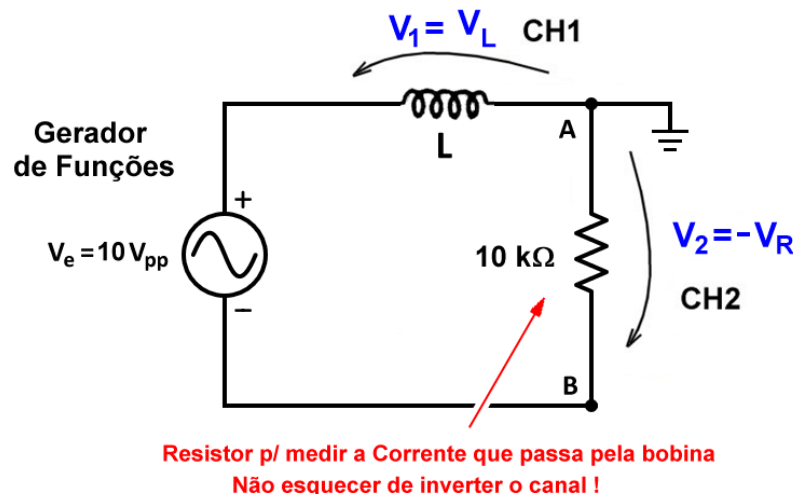 V1 = VL CH1
Gerador
de Funções
Ve = 10 Vpp
+
−
L
A
10 kΩ
V2 = −VR
CH2
B
Resistor p/ medir a Corrente que passa pela bobina
Não esquecer de inverter o canal !